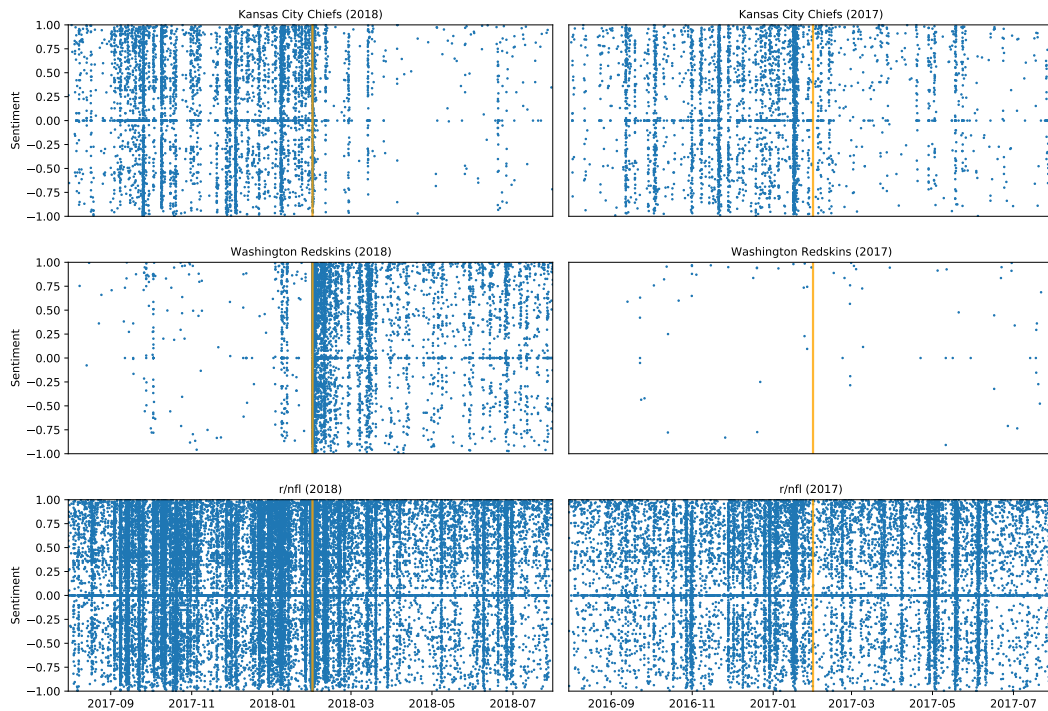 Kansas City Chiefs (2018)
Kansas City Chiefs (2017)
1.00
0.75
0.50
0.25
0.00
−0.25
−0.50
−0.75
−1.00
Sentiment
Washington Redskins (2018)
Washington Redskins (2017)
1.00
0.75
0.50
0.25
0.00
−0.25
−0.50
−0.75
−1.00
Sentiment
r/nfl (2018)
r/nfl (2017)
1.00
0.75
0.50
0.25
0.00
−0.25
−0.50
−0.75
−1.00
Sentiment
2017-09 2017-11 2018-01 2018-03 2018-05 2018-07
2016-09 2016-11 2017-01 2017-03 2017-05 2017-07